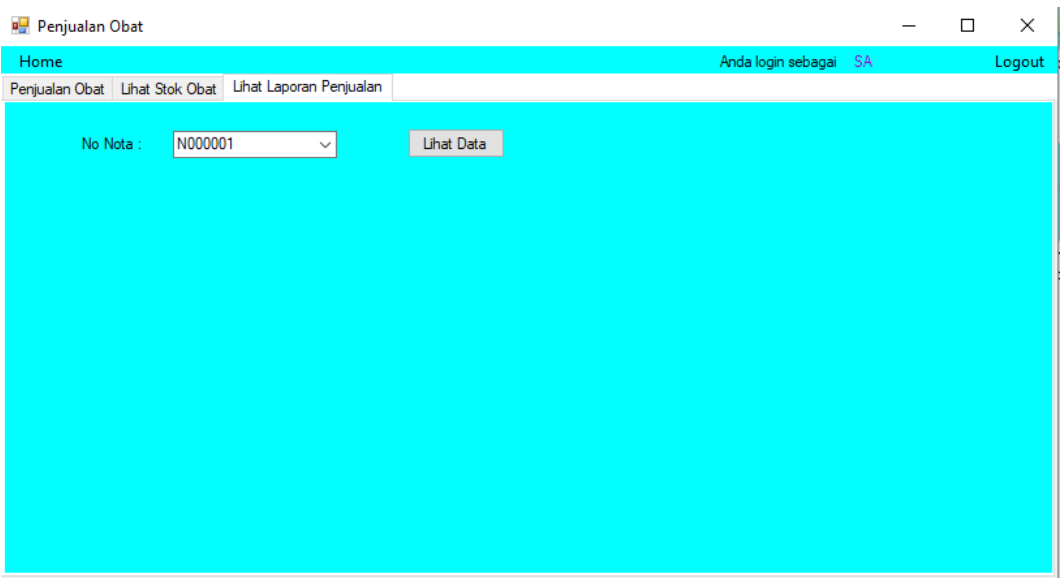 Penjualan Obat
Home Anda login sebagai SA Logout
Penjualan Obat Lihat Stok Obat Lihat Laporan Penjualan
No Nota : N000001 Lihat Data